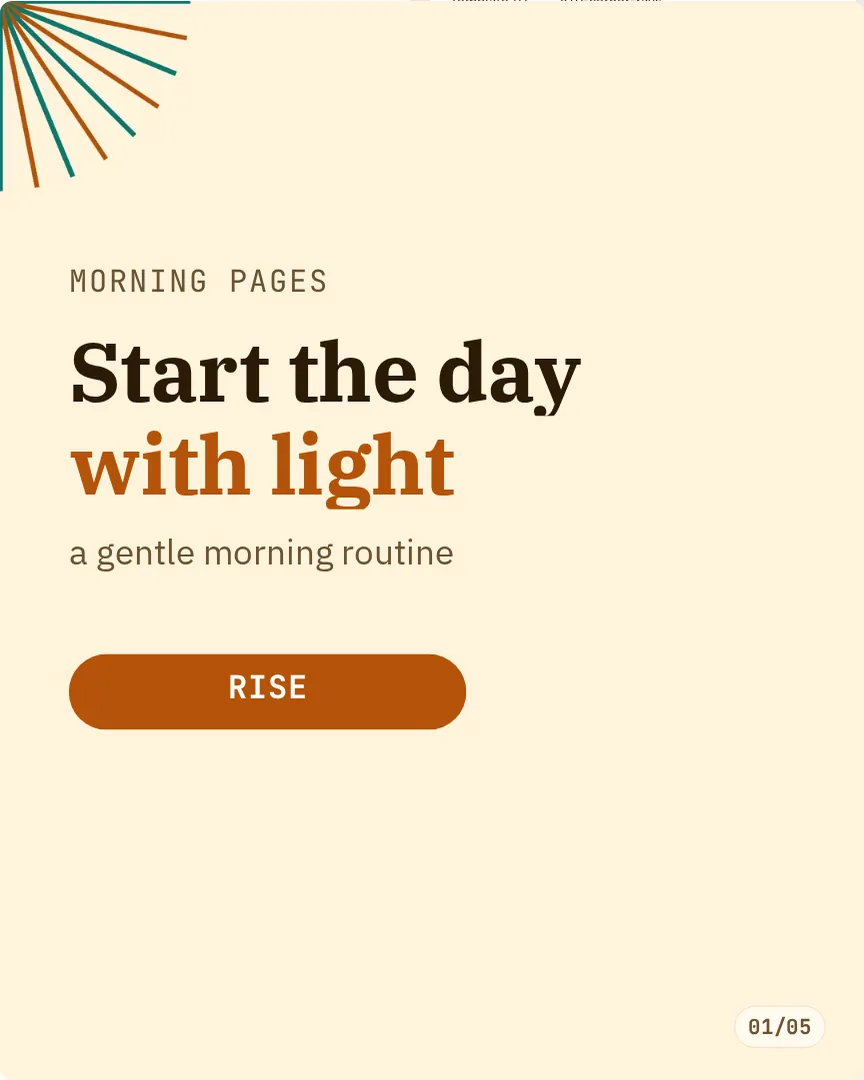 MORNING PAGES
Start the day
with light
a gentle morning routine
RISE
01/05